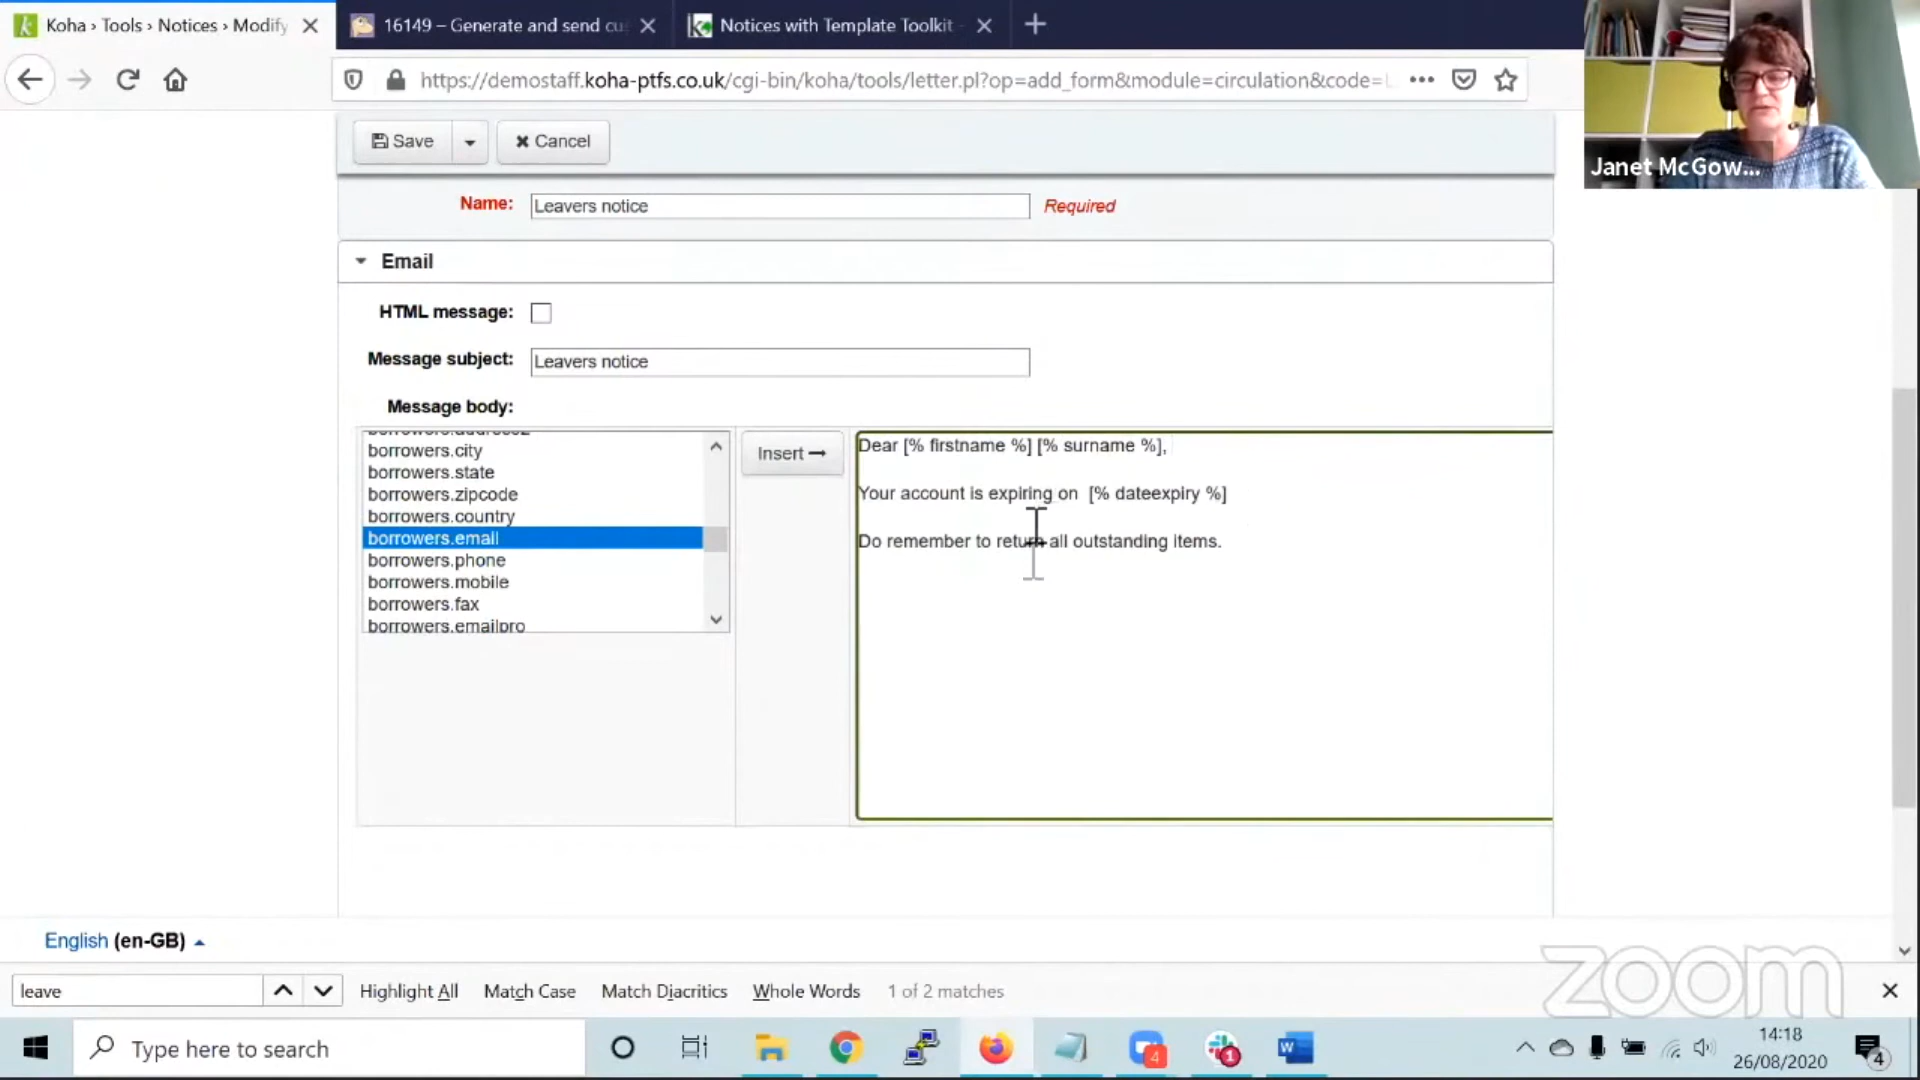 Koha › Tools › Notices › Modify
16149 – Generate and send cu
Notices with Template Toolkit -
https://demostaff.koha-ptfs.co.uk/cgi-bin/koha/tools/letter.pl?op=add_form&module=circulation&code=L
Janet McGow...
Save
Cancel
Name:
Leavers notice
Required
Email
HTML message:
Message subject:
Leavers notice
Message body:
borrowers.address2
borrowers.city
borrowers.state
borrowers.zipcode
borrowers.country
borrowers.email
borrowers.phone
borrowers.mobile
borrowers.fax
borrowers.emailpro
Insert
Dear [% firstname %] [% surname %],
Your account is expiring on [% dateexpiry %]
Do remember to return all outstanding items.
English (en-GB)
zoom
leave
Highlight All
Match Case
Match Diacritics
Whole Words
1 of 2 matches
Type here to search
4
1
14:18
26/08/2020
4